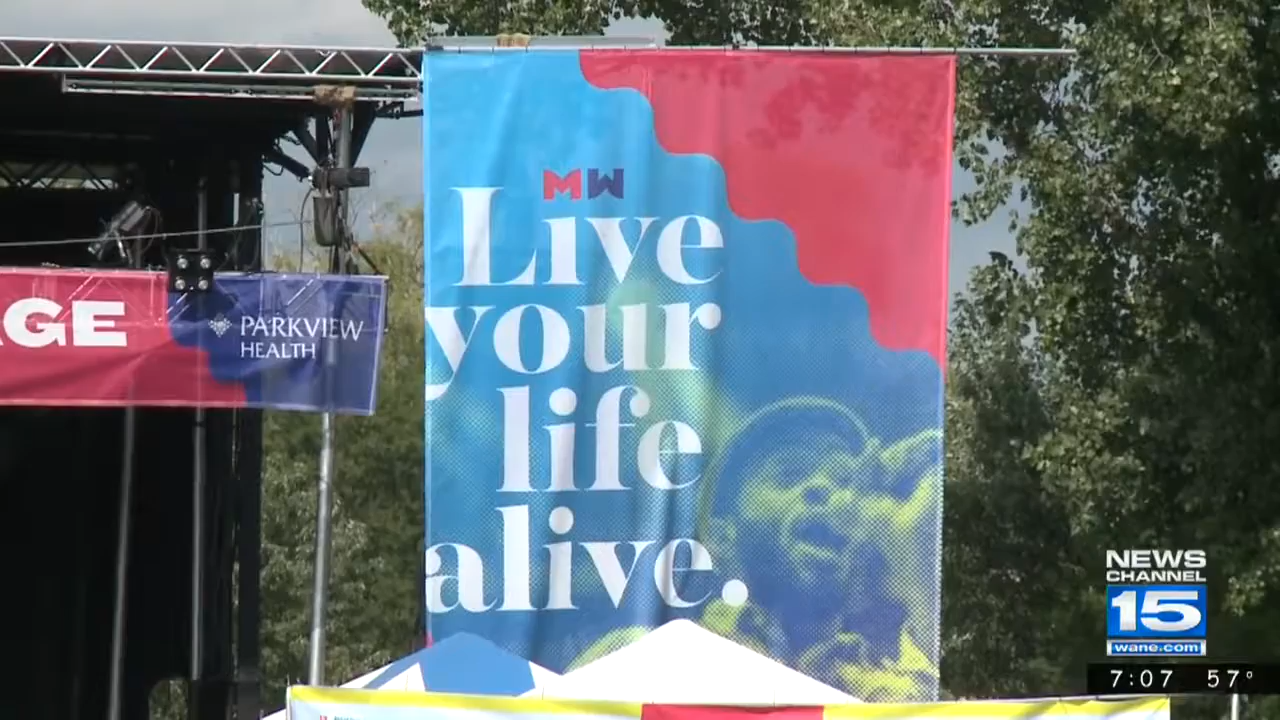 MW
Live
your
life
alive.
AGE
PARKVIEW
HEALTH
NEWS
CHANNEL
15
wane.com
7:07 57°